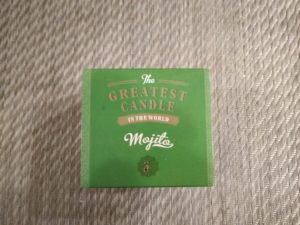 The
GREATEST
CANDLE
IN THE WORLD
Mojito